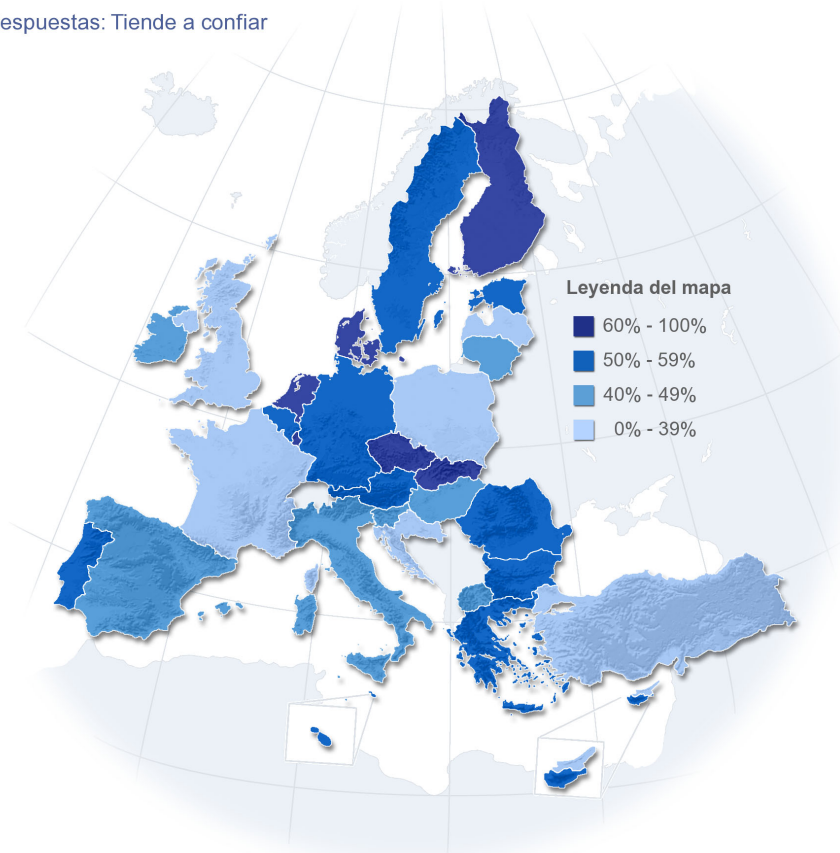 espuestas: Tiende a confiar
Leyenda del mapa
60% - 100%
50% - 59%
40% - 49%
0% - 39%